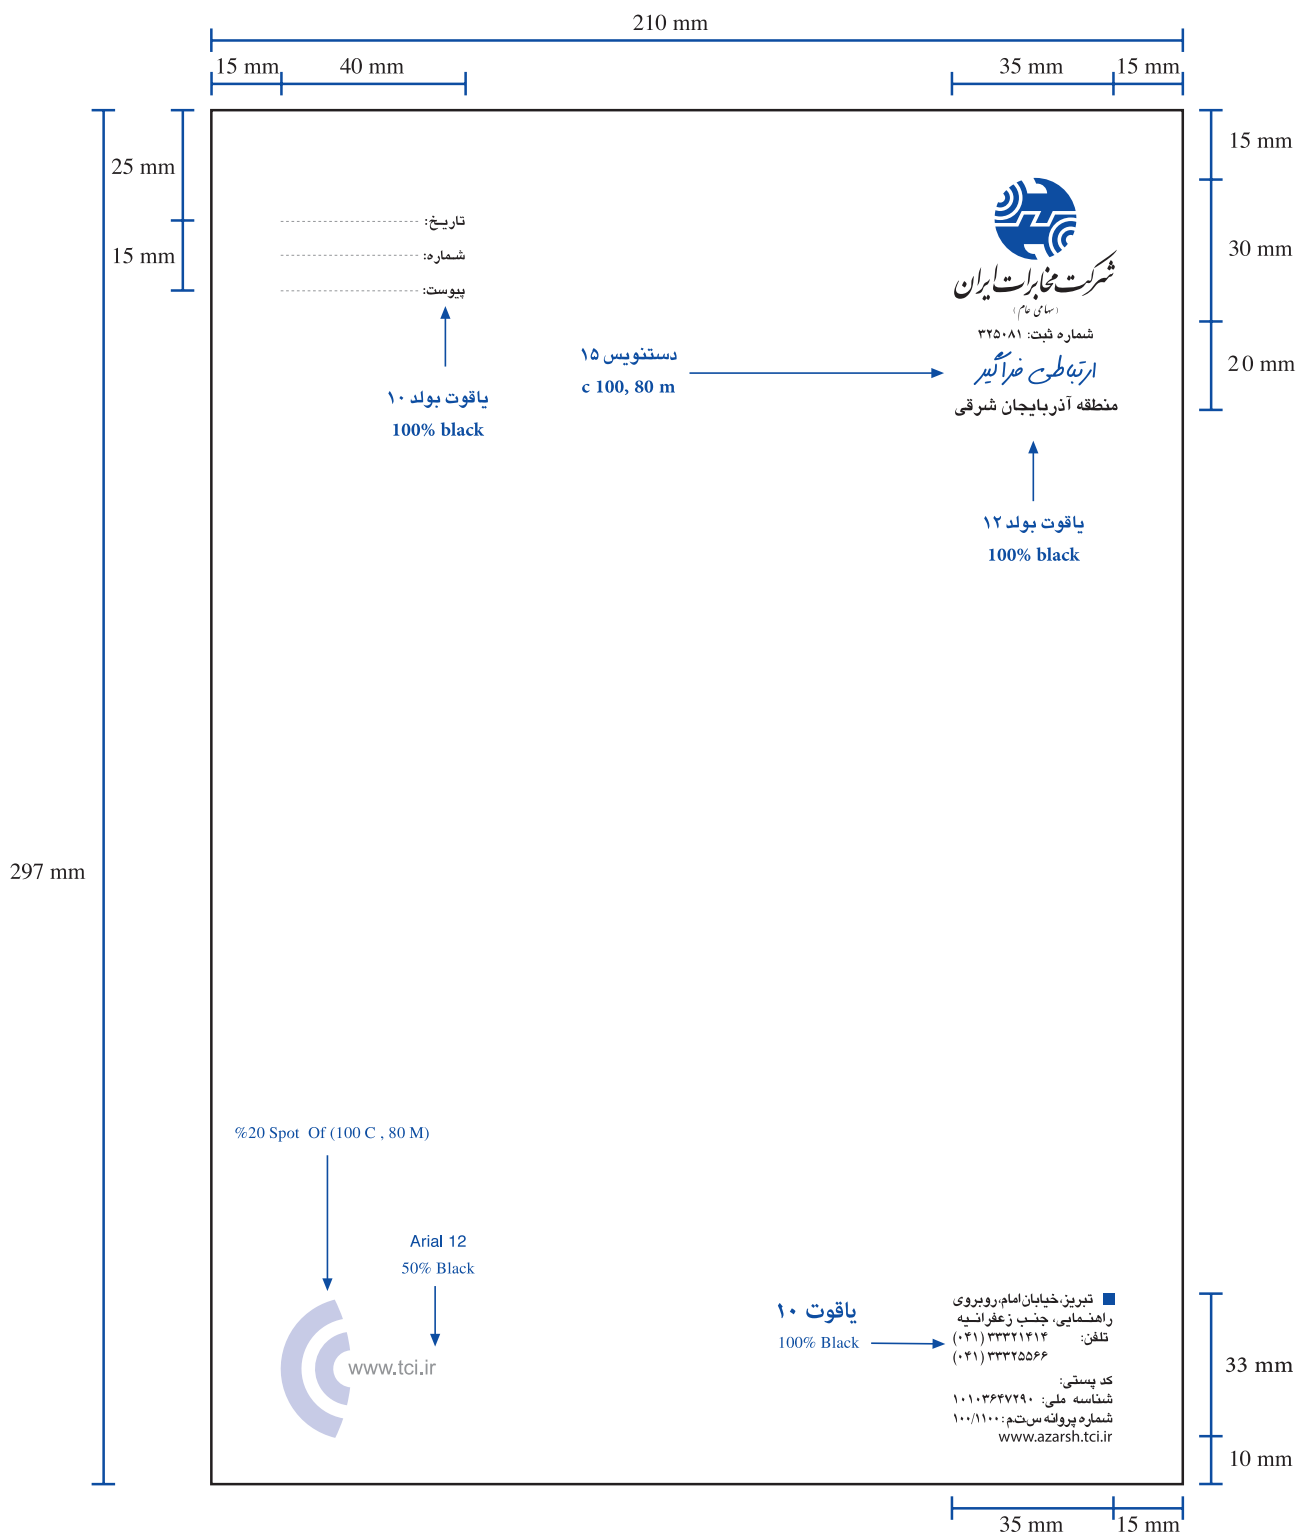 210 mm
15 mm
40 mm
35 mm
15 mm
25 mm
15 mm
15 mm
30 mm
20 mm
297 mm
تاریخ:
شماره:
پیوست:
یاقوت بولد ۱۰
100% black
دستنویس ۱۵
c 100, 80 m
شرکت مخابرات ایران
(سهامی عام)
شماره ثبت: ۳۲۵۰۸۱
ارتباطی فراگیر
منطقه آذربایجان شرقی
یاقوت بولد ۱۲
100% black
%20 Spot Of (100 C , 80 M)
Arial 12
50% Black
www.tci.ir
یاقوت ۱۰
100% Black
تبریز،خیابان‌امام،روبروی
راهنمایی، جنب زعفرانیه
تلفن: ۳۳۳۲۱۴۱۴ (۰۴۱)
۳۳۳۲۵۵۶۶ (۰۴۱)
کد پستی:
شناسه ملی: ۱۰۱۰۳۶۴۷۲۹۰
شماره پروانه س.ت.م: ۱۰۰/۱۱۰۰
www.azarsh.tci.ir
33 mm
10 mm
35 mm
15 mm